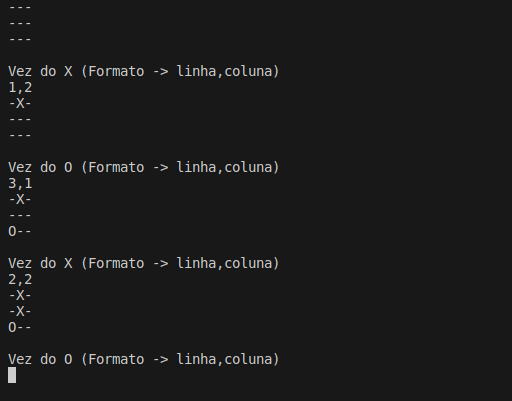 ---
---
---
Vez do X (Formato -> linha,coluna)
1,2
-X-
---
---
Vez do O (Formato -> linha,coluna)
3,1
-X-
---
O--
Vez do X (Formato -> linha,coluna)
2,2
-X-
-X-
O--
Vez do O (Formato -> linha,coluna)